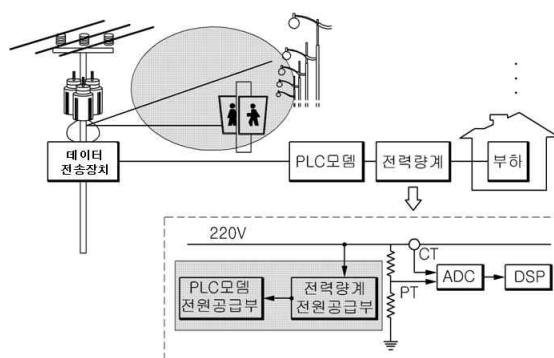 데이터
전송장치
PLC모뎀
전력량계
부하
220V
CT
PT
ADC
DSP
PLC모뎀
전원공급부
전력량계
전원공급부